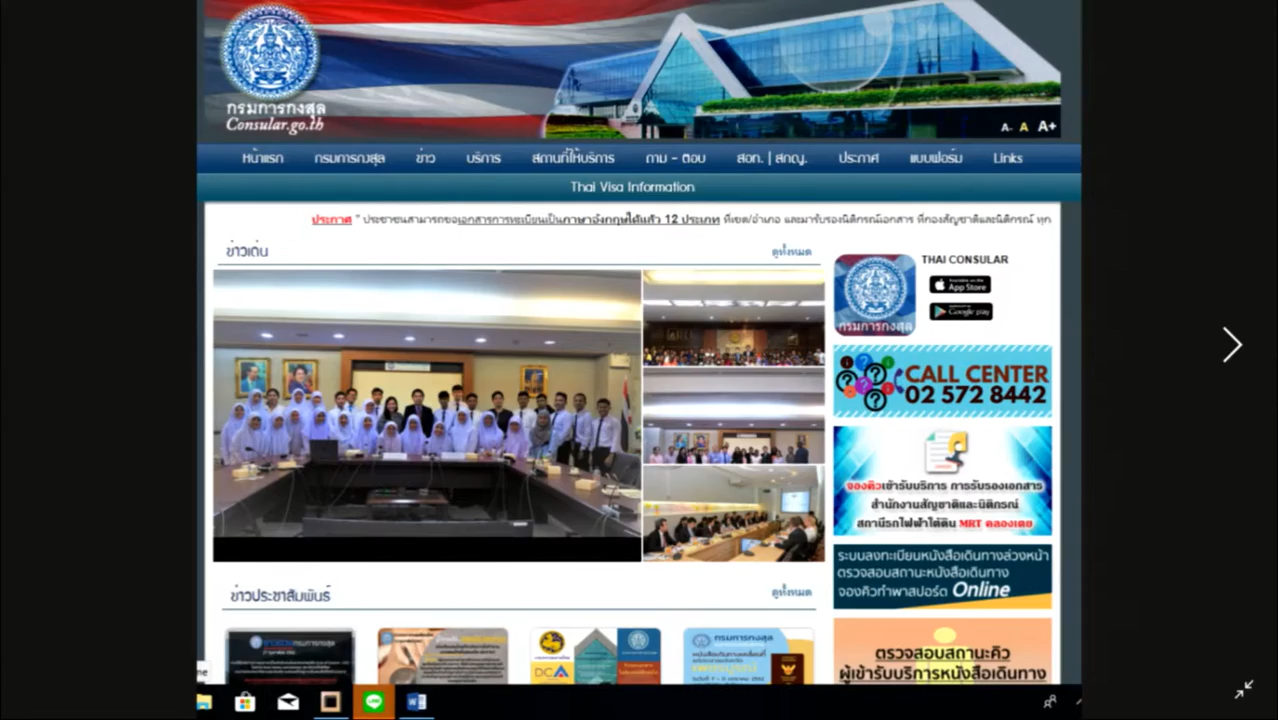 กรมการกงสุล
Consular.go.th
A- A A+
หน้าแรก กรมการกงสุล ข่าว บริการ สถานที่ให้บริการ ถาม - ตอบ สอท. | สกญ. ประกาศ แบบฟอร์ม Links
Thai Visa Information
ประกาศ " ประชาชนสามารถขอเอกสารการทะเบียนเป็นภาษาอังกฤษได้แล้ว 12 ประเภท ที่เขต/อำเภอ และมารับรองนิติกรณ์เอกสาร ที่กองสัญชาติและนิติกรณ์ ทุก
ข่าวเด่น ดูทั้งหมด
THAI CONSULAR
Available on the
App Store
Google play
กรมการกงสุล
CALL CENTER
02 572 8442
จองคิวเข้ารับบริการ การรับรองเอกสาร
สำนักงานสัญชาติและนิติกรณ์
สถานีรถไฟฟ้าใต้ดิน MRT คลองเตย
ระบบลงทะเบียนหนังสือเดินทางล่วงหน้า
ตรวจสอบสถานะหนังสือเดินทาง
จองคิวทำพาสปอร์ต Online
ข่าวประชาสัมพันธ์ ดูทั้งหมด
กรมการกงสุล
DCA
ตรวจสอบสถานะคิว
ผู้เข้ารับบริการหนังสือเดินทาง
me
LINE
W